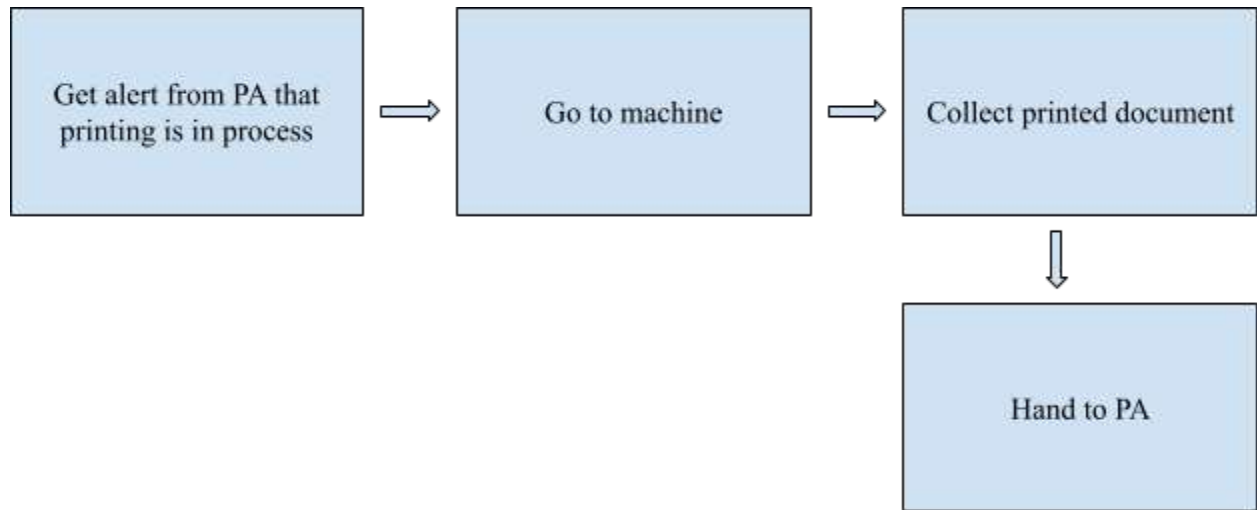 Get alert from PA that
printing is in process
Go to machine
Collect printed document
Hand to PA